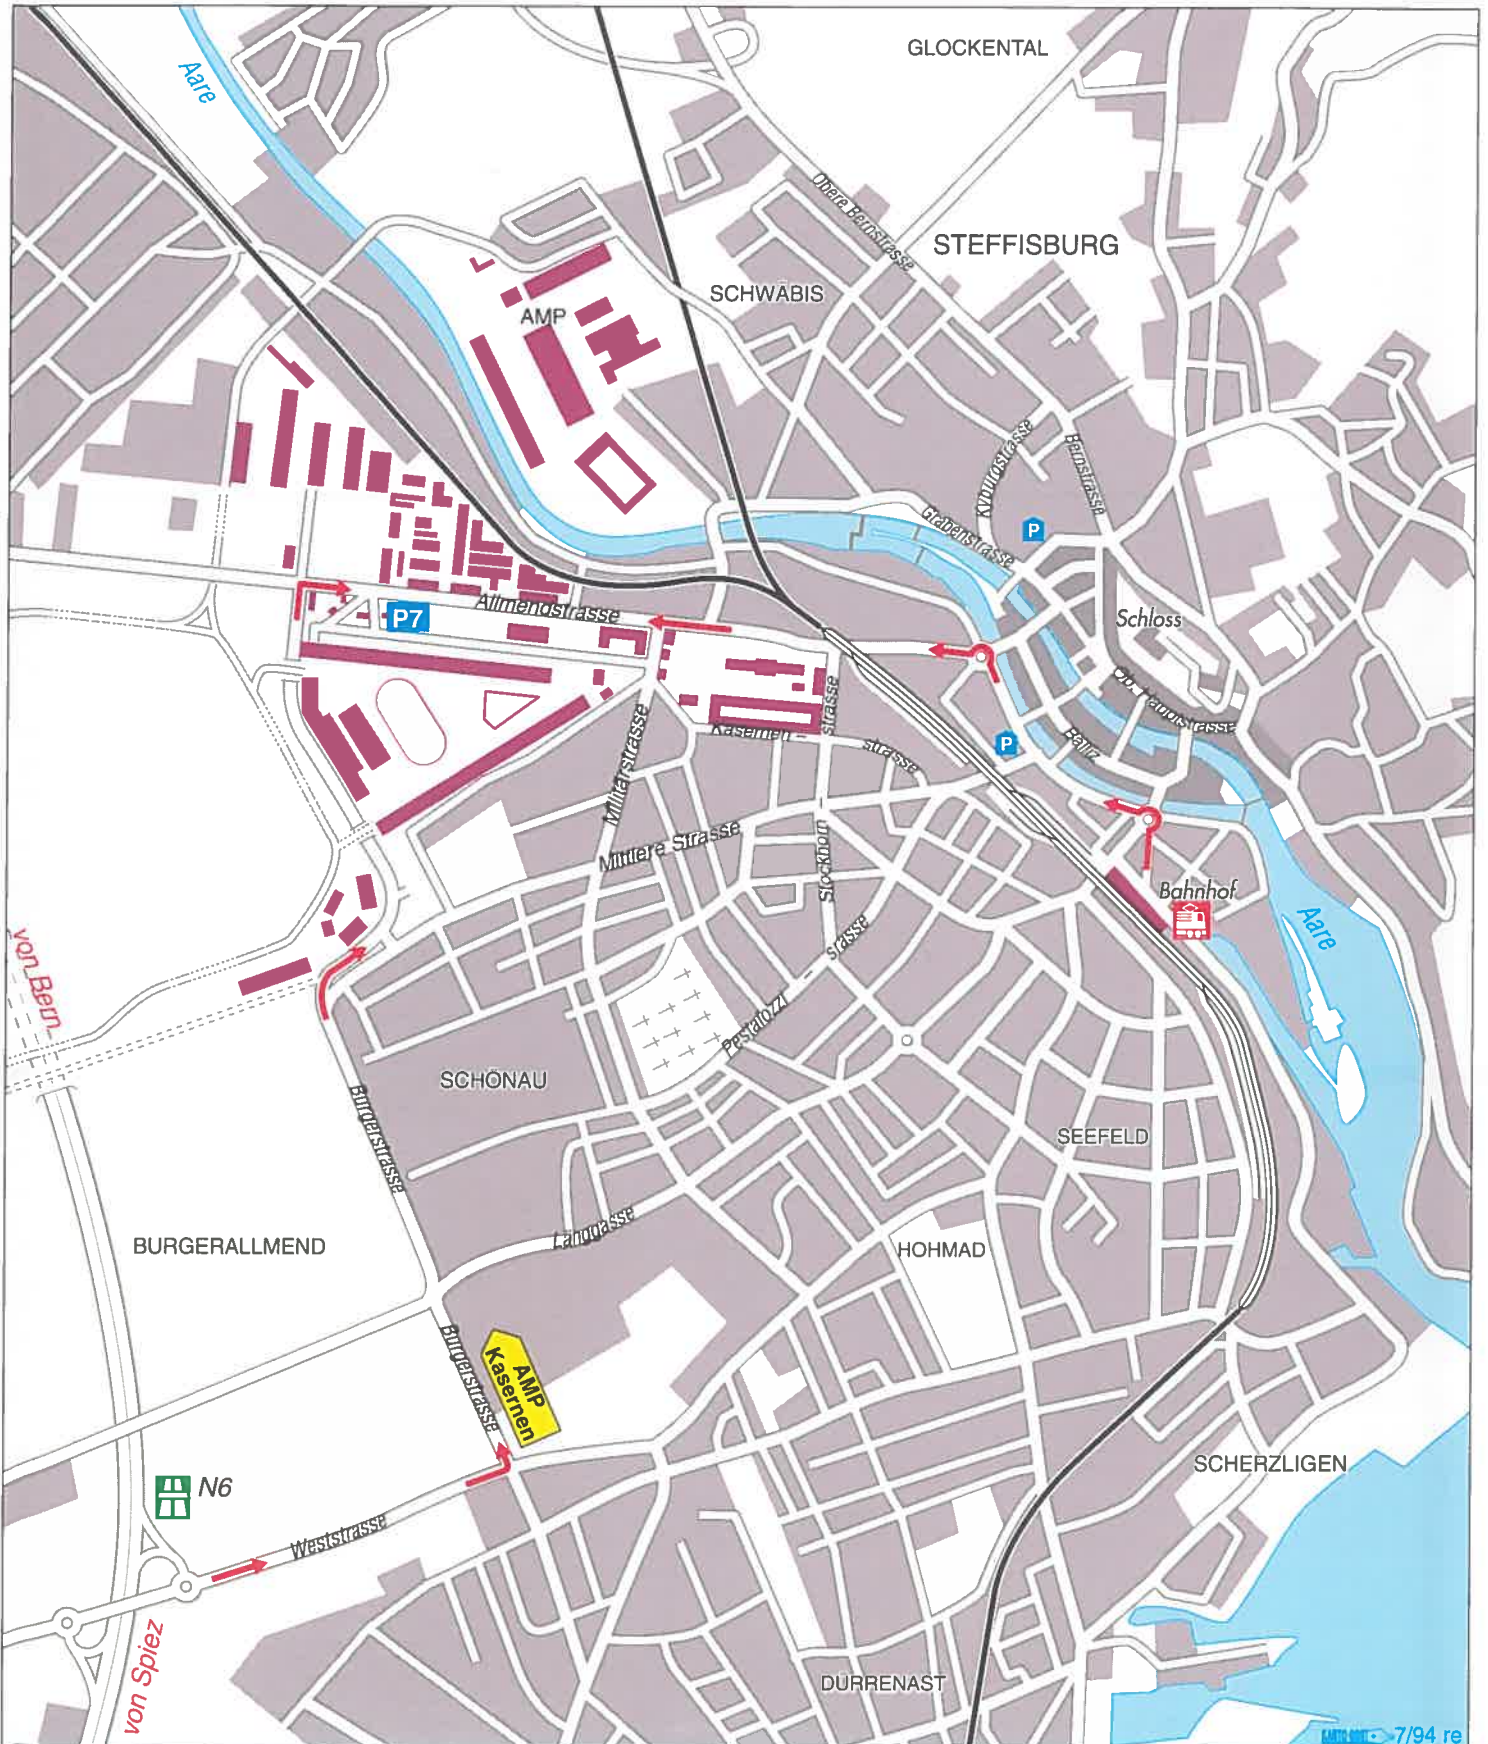 GLOCKENTAL
Aare
Obere Bernstrasse
STEFFISBURG
SCHWÄBIS
AMP
Kyburgstrasse
Bernstrasse
Grabenstrasse
P
Allmendstrasse
P7
Schloss
Militärstrasse
Kasernen -
strasse
strasse
P
Bälliz
Mittlere Strasse
Stockhorn -
Bahnhof
Aare
von Bern
Pestalozzi -
strasse
SCHÖNAU
Burgerstrasse
SEEFELD
Länggasse
BURGERALLMEND
HOHMAD
Burgerstrasse
AMP
Kasernen
SCHERZLIGEN
N6
Weststrasse
von Spiez
DÜRRENAST
7/94 re